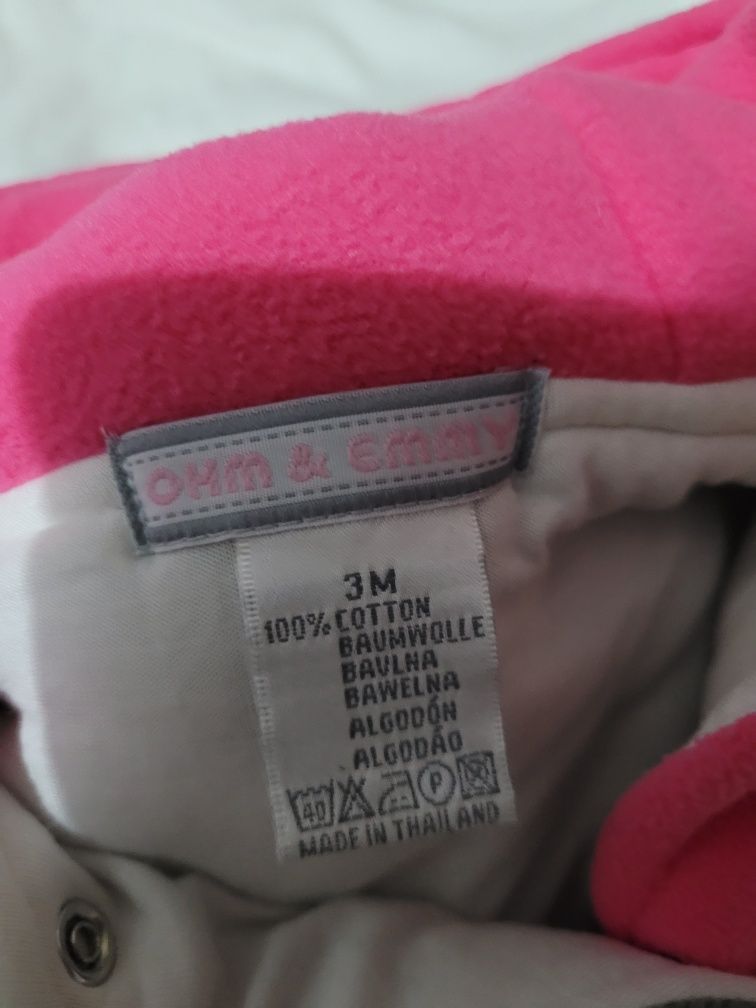 OHM & EMMY
3M
100% COTTON
BAUMWOLLE
BAVLNA
BAWELNA
ALGODÓN
ALGODÃO
40 P
MADE IN THAILAND